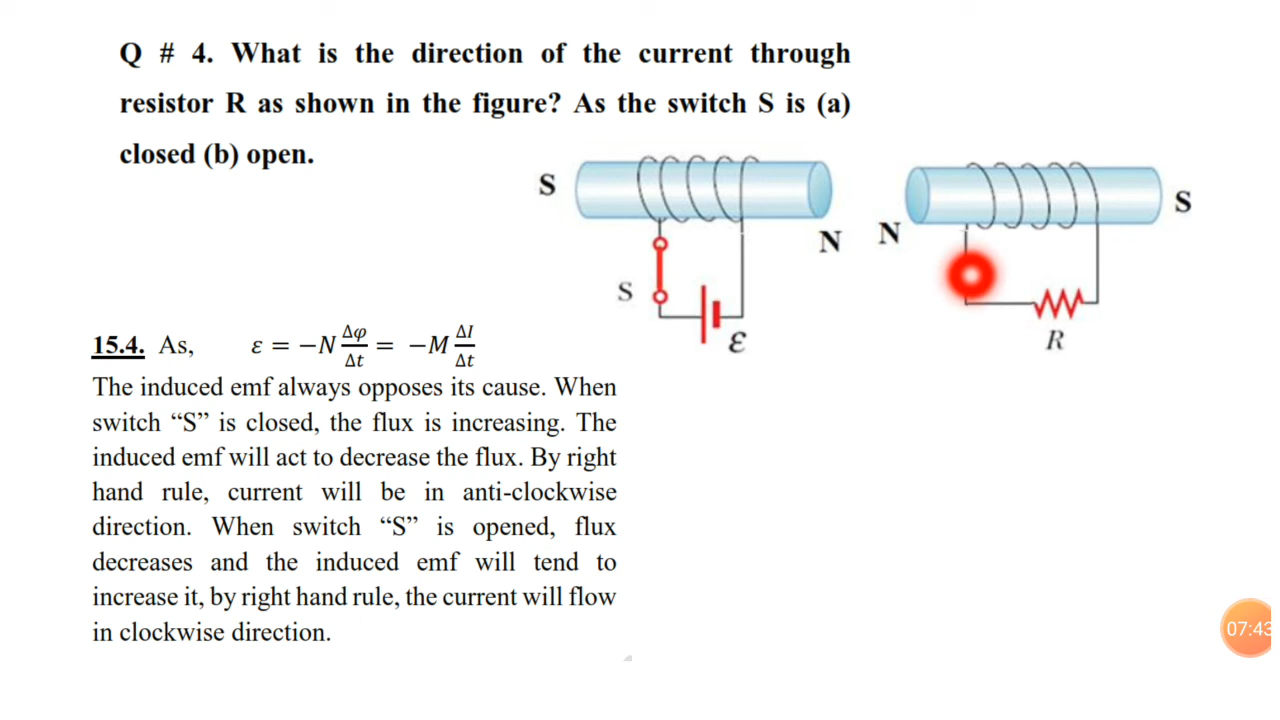 Q # 4. What is the direction of the current through
resistor R as shown in the figure? As the switch S is (a)
closed (b) open.
S
S
N
N
S
ε
R
15.4. As, ε = −N Δφ/Δt = −M ΔI/Δt
The induced emf always opposes its cause. When
switch “S” is closed, the flux is increasing. The
induced emf will act to decrease the flux. By right
hand rule, current will be in anti-clockwise
direction. When switch “S” is opened, flux
decreases and the induced emf will tend to
increase it, by right hand rule, the current will flow
in clockwise direction.
07:43